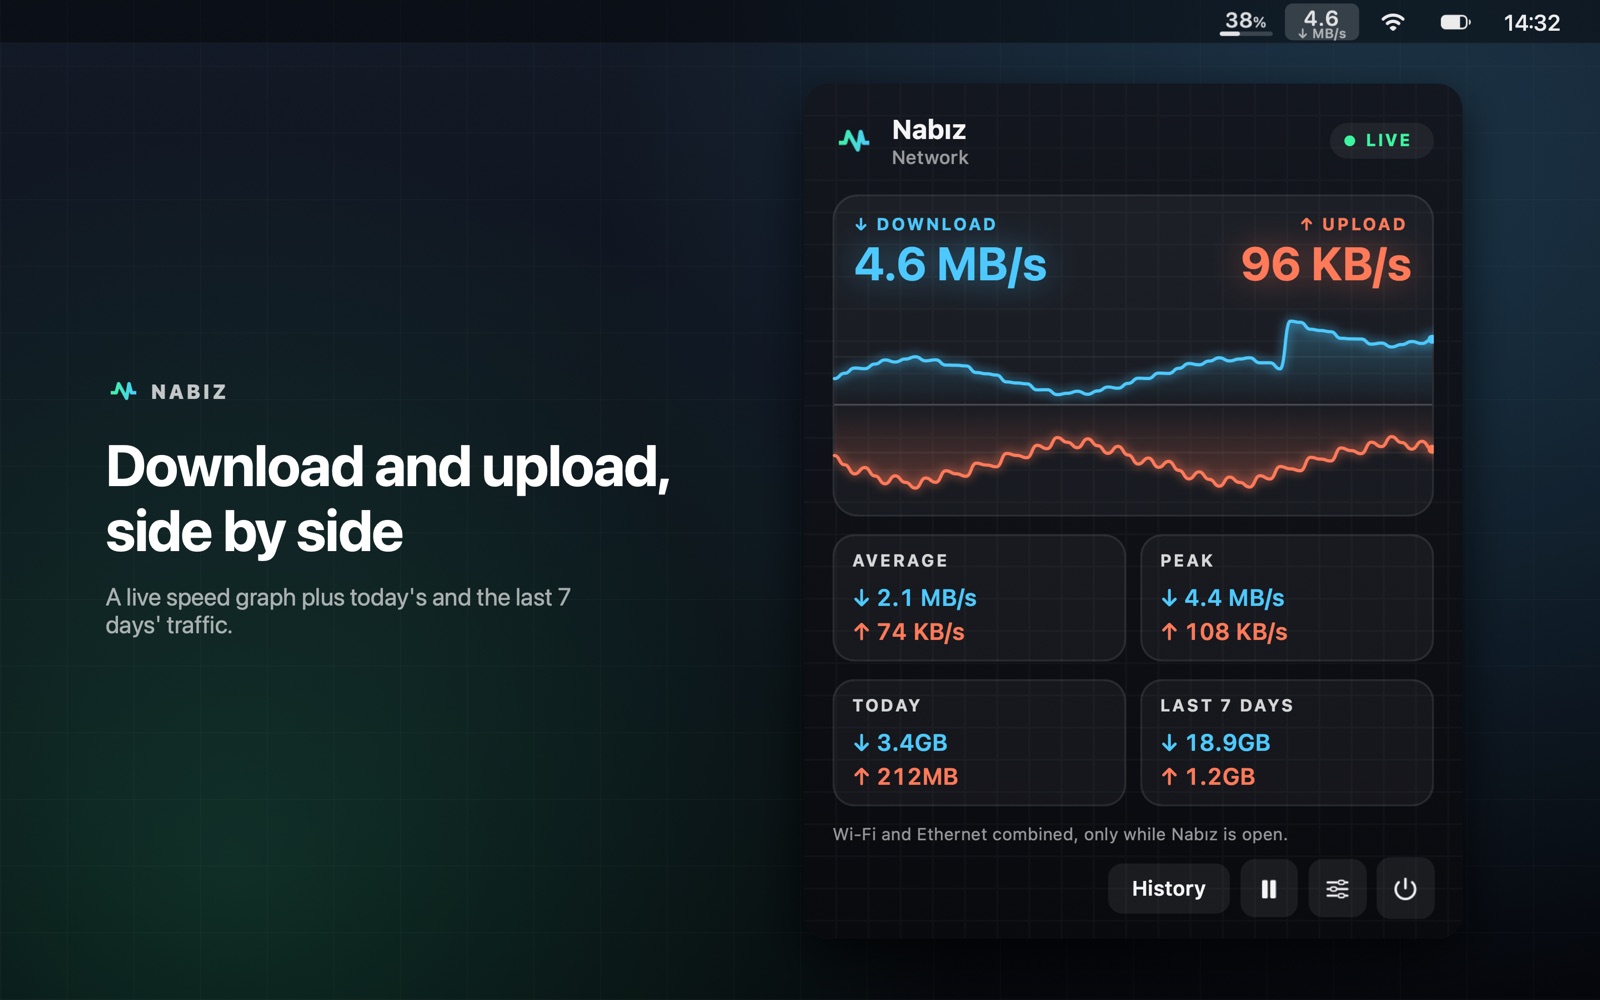 38%
4.6
↓ MB/s
14:32
NABIZ
Download and upload,
side by side
A live speed graph plus today's and the last 7
days' traffic.
Nabız
Network
LIVE
↓ DOWNLOAD
4.6 MB/s
↑ UPLOAD
96 KB/s
AVERAGE
↓ 2.1 MB/s
↑ 74 KB/s
PEAK
↓ 4.4 MB/s
↑ 108 KB/s
TODAY
↓ 3.4GB
↑ 212MB
LAST 7 DAYS
↓ 18.9GB
↑ 1.2GB
Wi-Fi and Ethernet combined, only while Nabız is open.
History